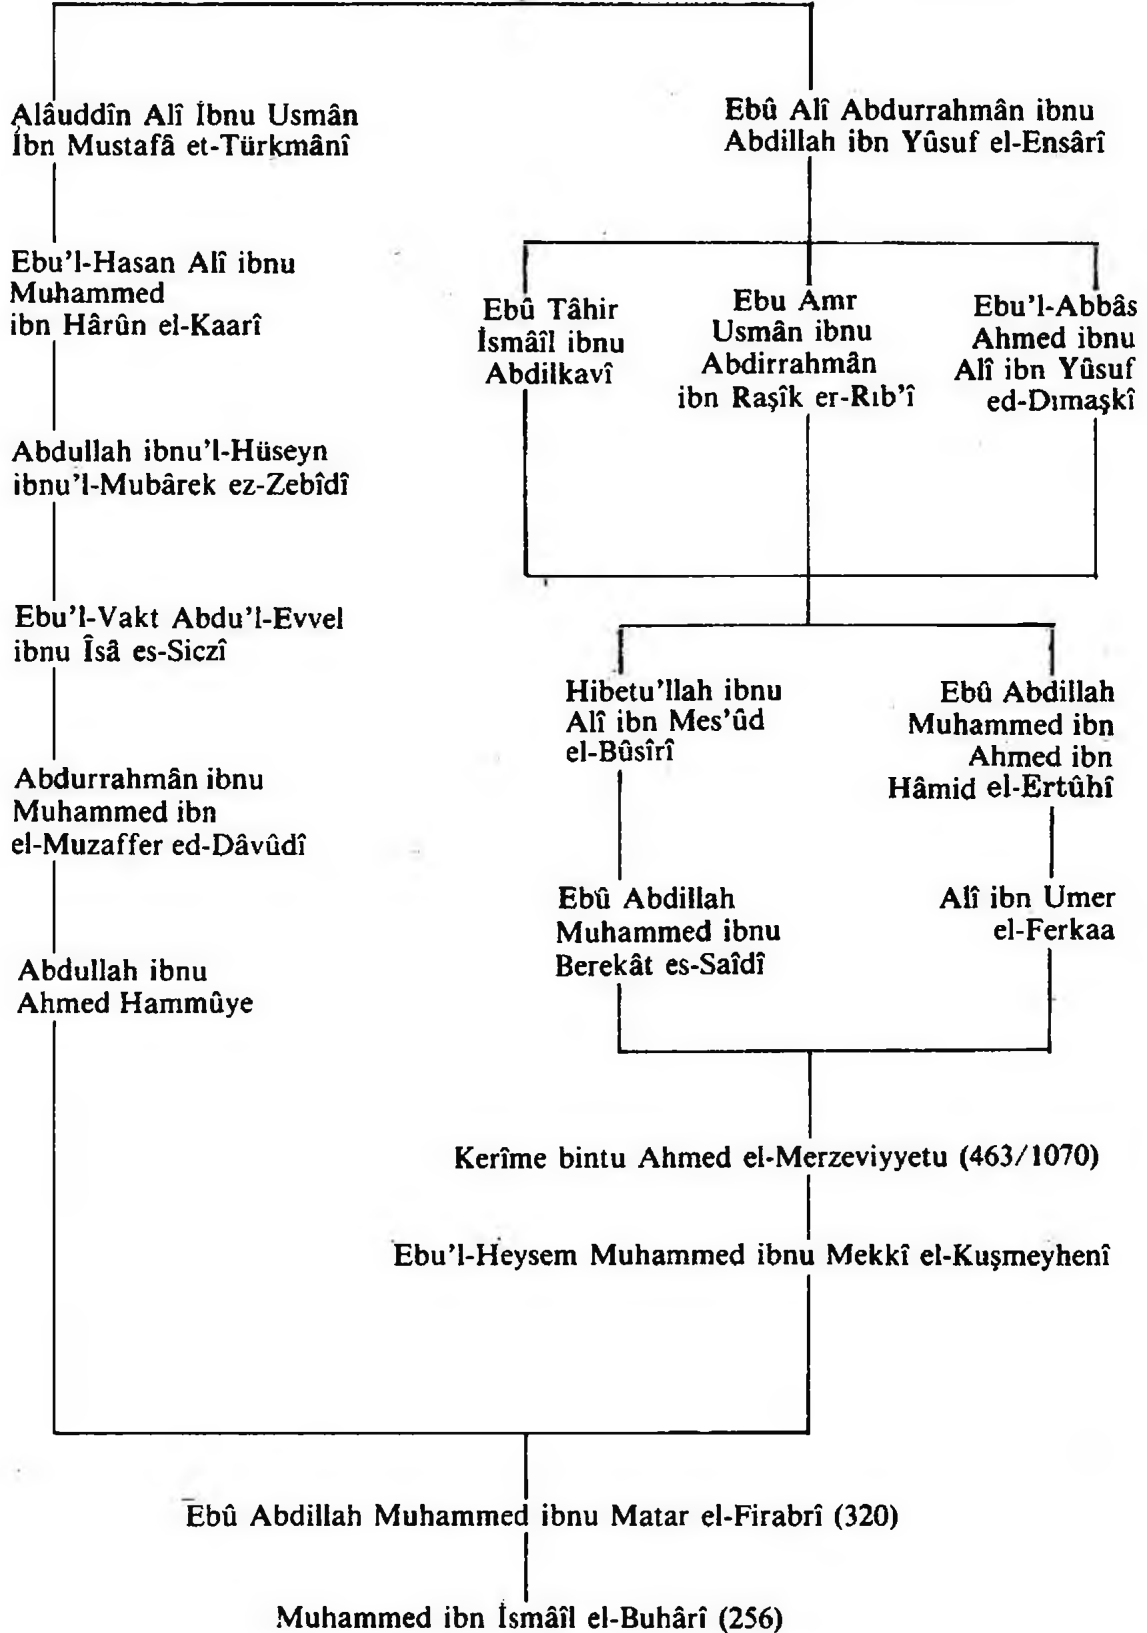 Alâuddîn Alî İbnu Usmân
İbn Mustafâ et-Türkmânî
Ebu'l-Hasan Alî ibnu
Muhammed
ibn Hârûn el-Kaarî
Abdullah ibnu'l-Hüseyn
ibnu'l-Mubârek ez-Zebîdî
Ebu'l-Vakt Abdu'l-Evvel
ibnu Îsâ es-Siczî
Abdurrahmân ibnu
Muhammed ibn
el-Muzaffer ed-Dâvûdî
Abdullah ibnu
Ahmed Hammûye
Ebû Alî Abdurrahmân ibnu
Abdillah ibn Yûsuf el-Ensârî
Ebû Tâhir
İsmâîl ibnu
Abdilkavî
Ebu Amr
Usmân ibnu
Abdirrahmân
ibn Raşîk er-Rıb'î
Ebu'l-Abbâs
Ahmed ibnu
Alî ibn Yûsuf
ed-Dımaşkî
Hibetu'llah ibnu
Alî ibn Mes'ûd
el-Bûsîrî
Ebû Abdillah
Muhammed ibn
Ahmed ibn
Hâmid el-Ertûhî
Ebû Abdillah
Muhammed ibnu
Berekât es-Saîdî
Alî ibn Umer
el-Ferkaa
Kerîme bintu Ahmed el-Merzeviyyetu (463/1070)
Ebu'l-Heysem Muhammed ibnu Mekkî el-Kuşmeyhenî
Ebû Abdillah Muhammed ibnu Matar el-Firabrî (320)
Muhammed ibn İsmâîl el-Buhârî (256)